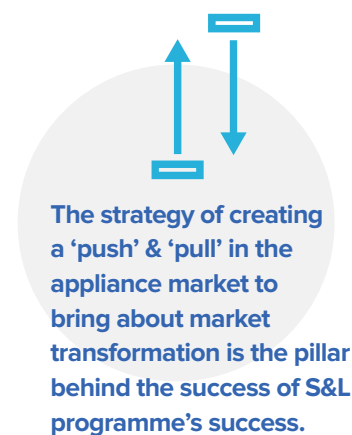 The strategy of creating
a ‘push’ & ‘pull’ in the
appliance market to
bring about market
transformation is the pillar
behind the success of S&L
programme’s success.